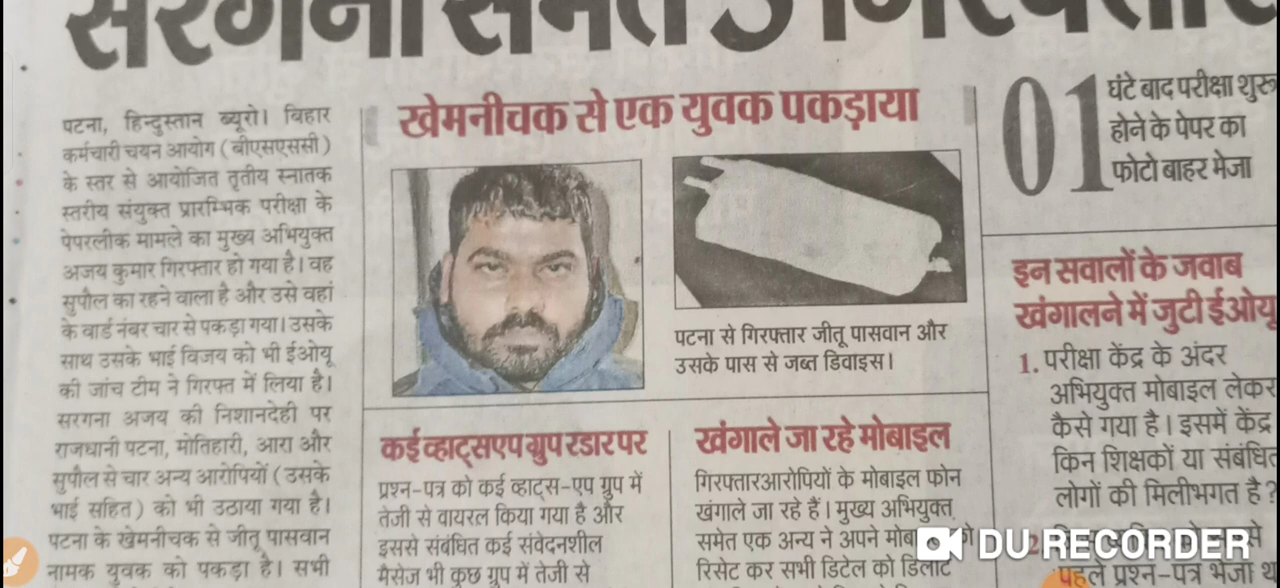 सरगना समेत 5 गिरफ्तार
पटना, हिन्दुस्तान ब्यूरो। बिहार
कर्मचारी चयन आयोग (बीएसएससी)
के स्तर से आयोजित तृतीय स्नातक
स्तरीय संयुक्त प्रारम्भिक परीक्षा के
पेपरलीक मामले का मुख्य अभियुक्त
अजय कुमार गिरफ्तार हो गया है। वह
सुपौल का रहने वाला है और उसे वहां
के वार्ड नंबर चार से पकड़ा गया। उसके
साथ उसके भाई विजय को भी ईओयू
की जांच टीम ने गिरफ्त में लिया है।
सरगना अजय की निशानदेही पर
राजधानी पटना, मोतिहारी, आरा और
सुपौल से चार अन्य आरोपियों (उसके
भाई सहित) को भी उठाया गया है।
पटना के खेमनीचक से जीतू पासवान
नामक युवक को पकड़ा है। सभी
खेमनीचक से एक युवक पकड़ाया
पटना से गिरफ्तार जीतू पासवान और
उसके पास से जब्त डिवाइस।
कई व्हाट्सएप ग्रुप रडार पर
प्रश्न-पत्र को कई व्हाट्स-एप ग्रुप में
तेजी से वायरल किया गया है और
इससे संबंधित कई संवेदनशील
मैसेज भी कुछ ग्रुप में तेजी से
खंगाले जा रहे मोबाइल
गिरफ्तारआरोपियों के मोबाइल फोन
खंगाले जा रहे हैं। मुख्य अभियुक्त
समेत एक अन्य ने अपने
रिसेट कर सभी डिटेल को डिलीट
01
घंटे बाद परीक्षा शुरू
होने के पेपर का
फोटो बाहर भेजा
इन सवालों के जवाब
खंगालने में जुटी ईओयू
1. परीक्षा केंद्र के अंदर
अभियुक्त मोबाइल लेकर
कैसे गया है। इसमें केंद्र
किन शिक्षकों या संबंधित
लोगों की मिलीभगत है?
पहले प्रश्न-पत्र भेजा
DU RECORDER